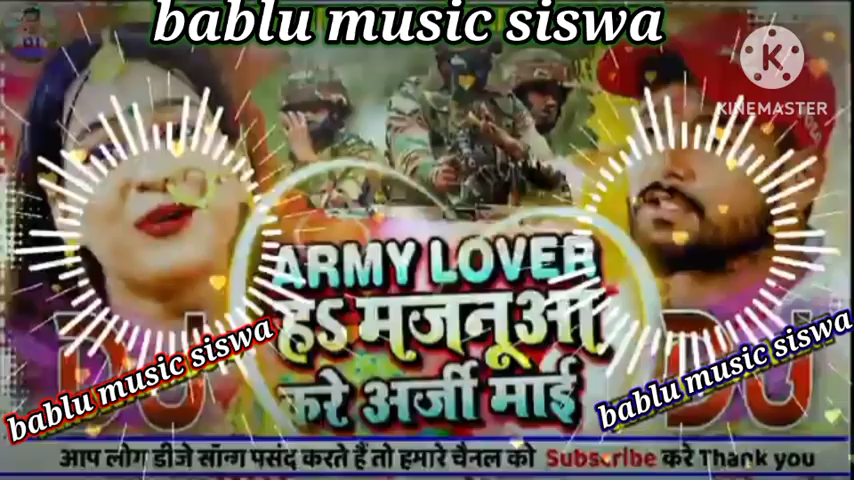 bablu music siswa
KINEMASTER
ARMY LOVER
हऽ मजनूआ
करे अर्जी माई
DJ
DJ
bablu music siswa
bablu music siswa
आप लोग डीजे सॉन्ग पसंद करते हैं तो हमारे चैनल को Subscribe करे Thank you